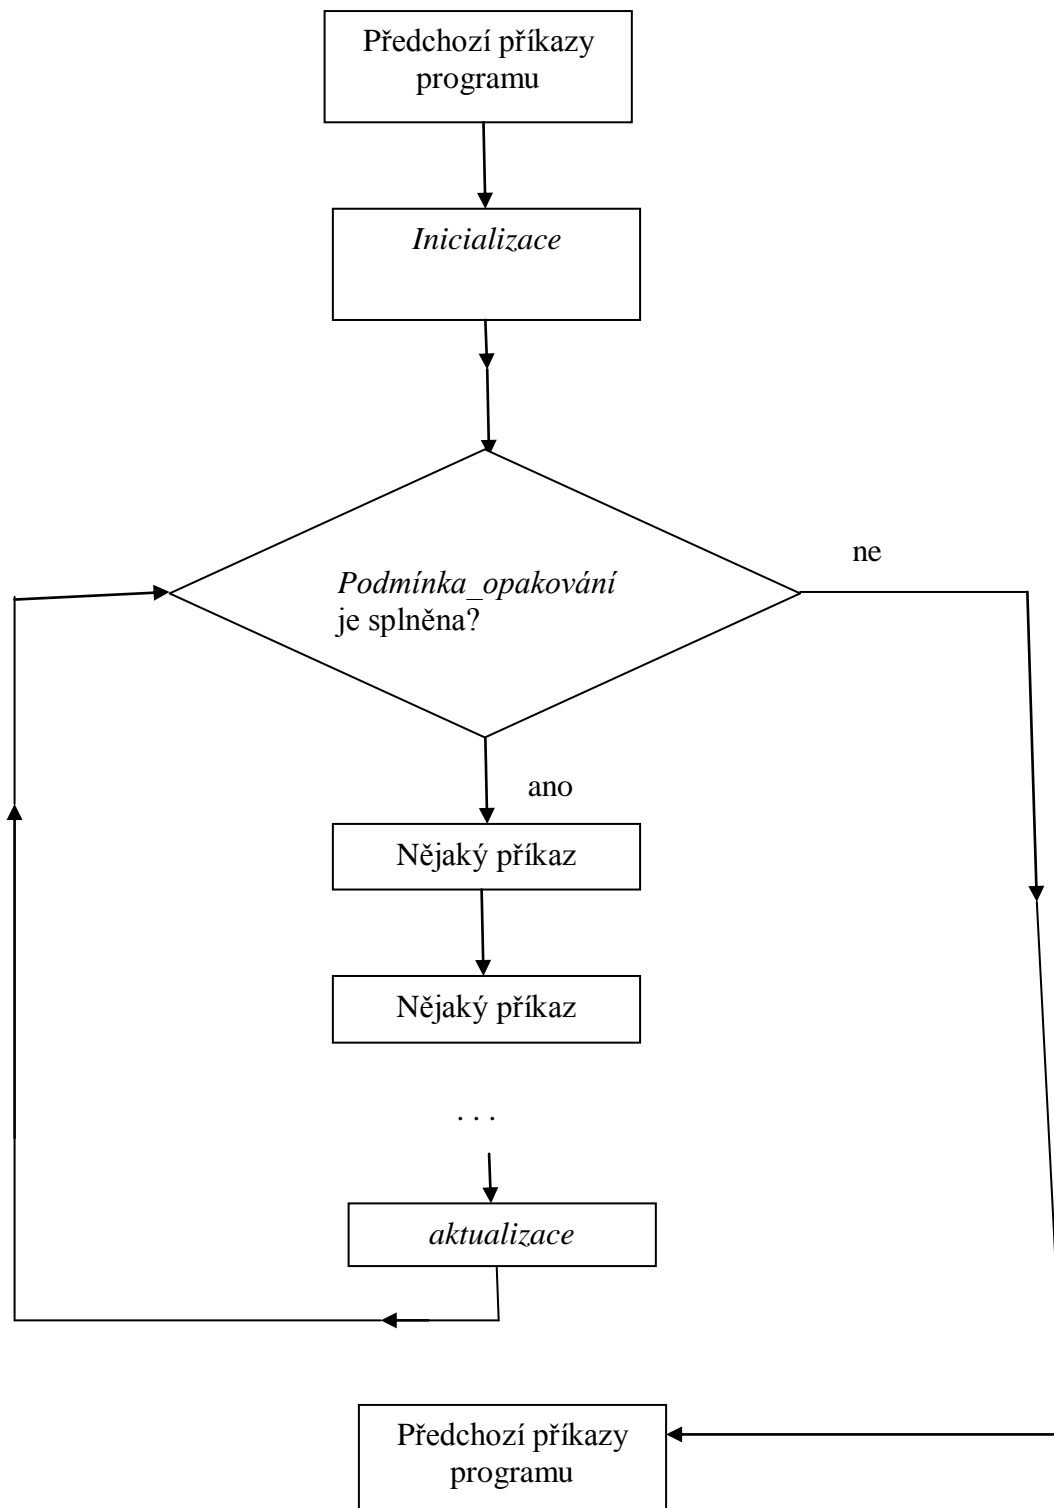 Předchozí příkazy
programu
Inicializace
ne
Podmínka_opakování
je splněna?
ano
Nějaký příkaz
Nějaký příkaz
. . .
aktualizace
Předchozí příkazy
programu